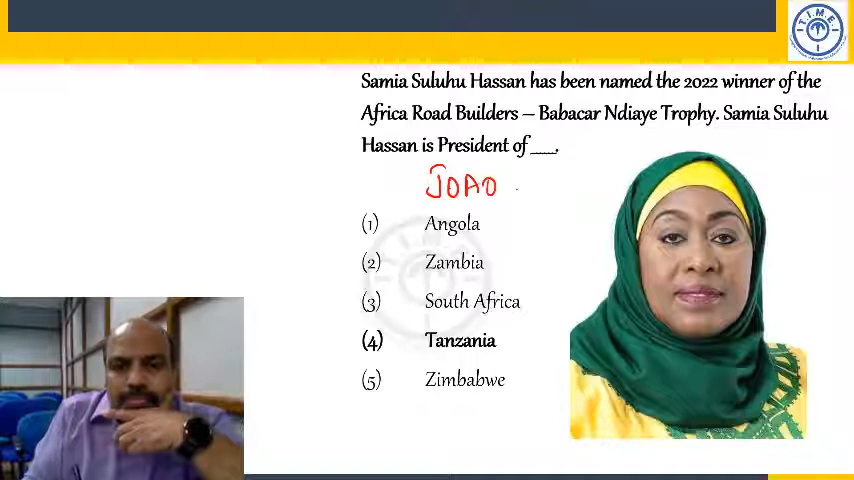 T.I.M.E
Samia Suluhu Hassan has been named the 2022 winner of the
Africa Road Builders – Babacar Ndiaye Trophy. Samia Suluhu
Hassan is President of ___.
JOAO
(1) Angola
(2) Zambia
(3) South Africa
(4) Tanzania
(5) Zimbabwe